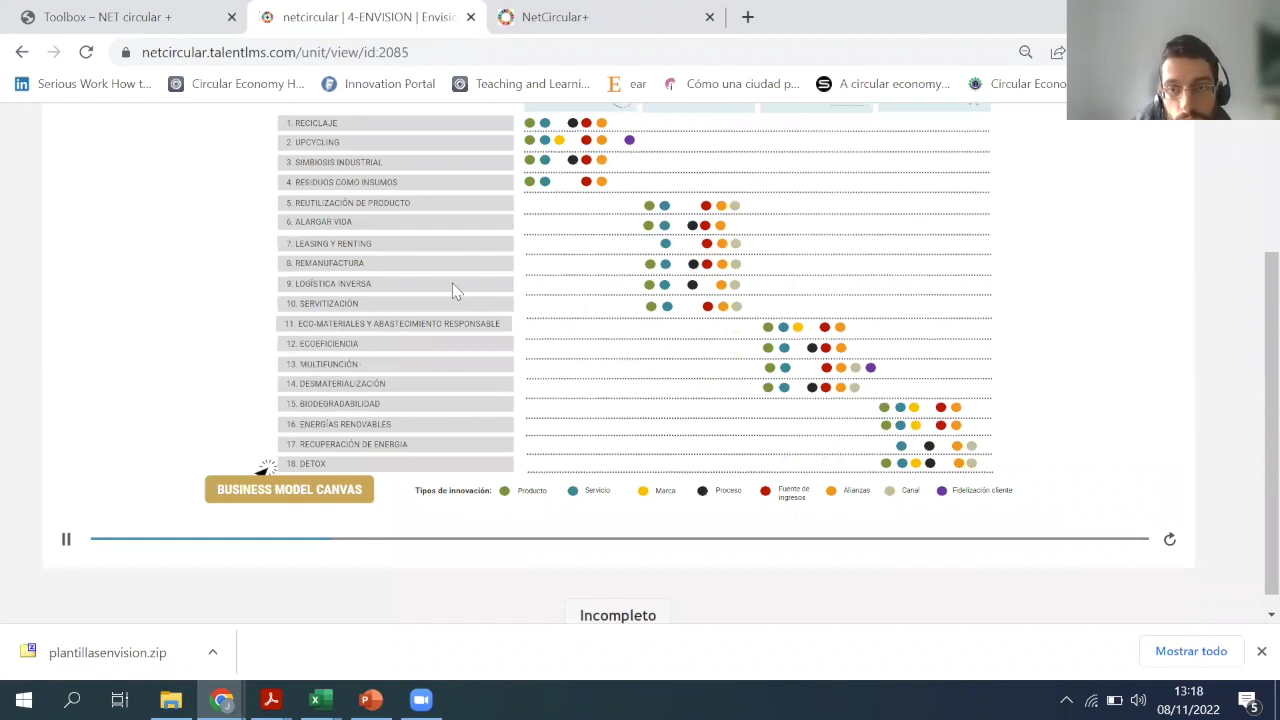 Toolbox – NET circular +
netcircular | 4-ENVISION | Envisio
NetCircular+
netcircular.talentlms.com/unit/view/id:2085
Serious Work How t...
Circular Economy H...
Innovation Portal
Teaching and Learni...
ear
Cómo una ciudad p...
A circular economy...
Circular Econo
1. RECICLAJE
2. UPCYCLING
3. SIMBIOSIS INDUSTRIAL
4 RESIDUOS COMO INSUMOS
5. REUTILIZACIÓN DE PRODUCTO
6. ALARGAR VIDA
7. LEASING Y RENTING
8. REMANUFACTURA
9. LOGÍSTICA INVERSA
10. SERVITIZACIÓN
11. ECO-MATERIALES Y ABASTECIMIENTO RESPONSABLE
12. ECOEFICIENCIA
13. MULTIFUNCIÓN
14. DESMATERIALIZACIÓN
15. BIODEGRADABILIDAD
16. ENERGÍAS RENOVABLES
17. RECUPERACIÓN DE ENERGIA
18. DETOX
BUSINESS MODEL CANVAS
Tipos de innovación: Producto Servicio Marca Proceso Fuente de ingresos Alianzas Canal Fidelización cliente
Incompleto
plantillasenvision.zip
Mostrar todo
13:18
08/11/2022
5